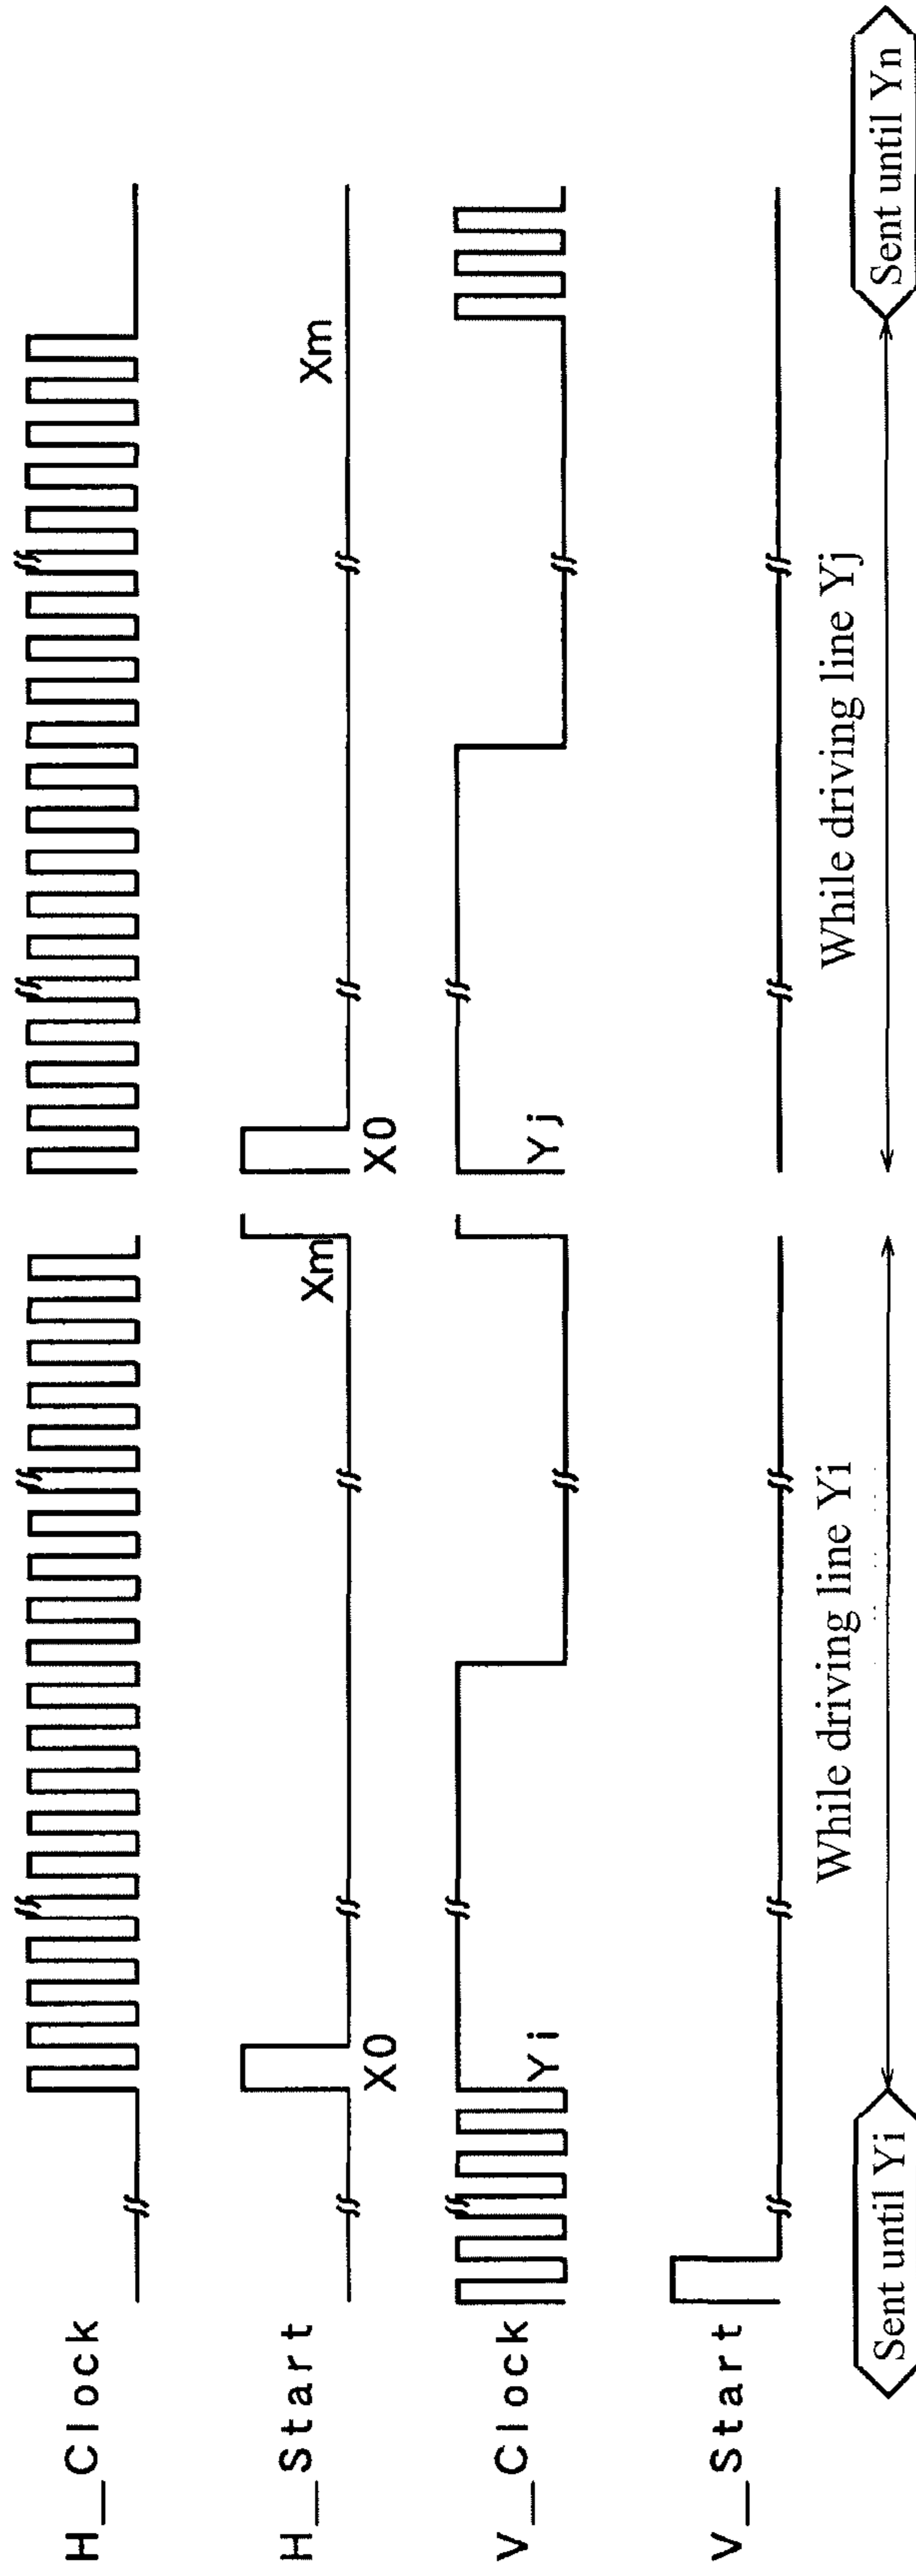 H_Clock
H_Start
X0
Xm
X0
Xm
V_Clock
Yi
Yj
V_Start
While driving line Yi
While driving line Yj
Sent until Yi
Sent until Yn